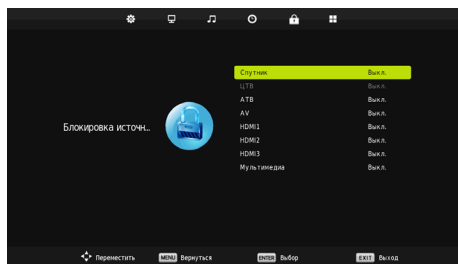 Спутник Выкл.
ЦТВ Выкл.
АТВ Выкл.
AV Выкл.
HDMI1 Выкл.
HDMI2 Выкл.
HDMI3 Выкл.
Мультимедиа Выкл.
Блокировка источн…
Переместить MENU Вернуться ENTER Выбор EXIT Выход